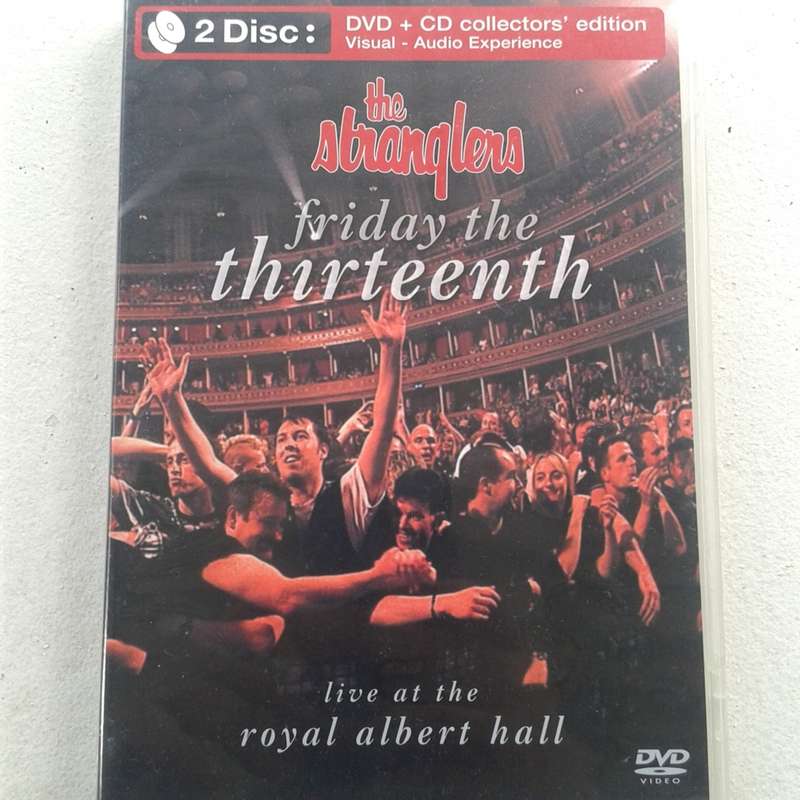 2 Disc: DVD + CD collectors' edition
Visual - Audio Experience
the
stranglers
friday the
thirteenth
live at the
royal albert hall
DVD
VIDEO